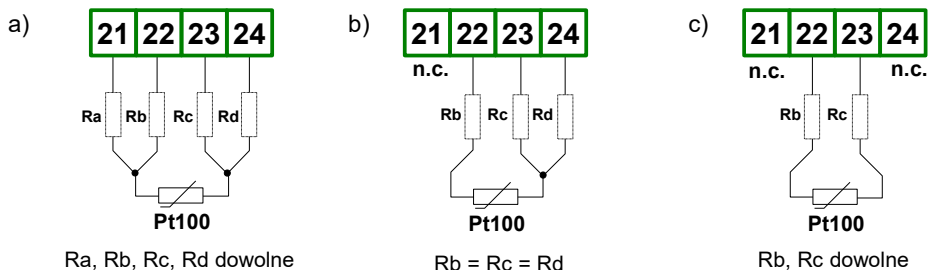 a)
21 22 23 24
Ra Rb Rc Rd
Pt100
Ra, Rb, Rc, Rd dowolne
b)
21 22 23 24
n.c.
Rb Rc Rd
Pt100
Rb = Rc = Rd
c)
21 22 23 24
n.c. n.c.
Rb Rc
Pt100
Rb, Rc dowolne